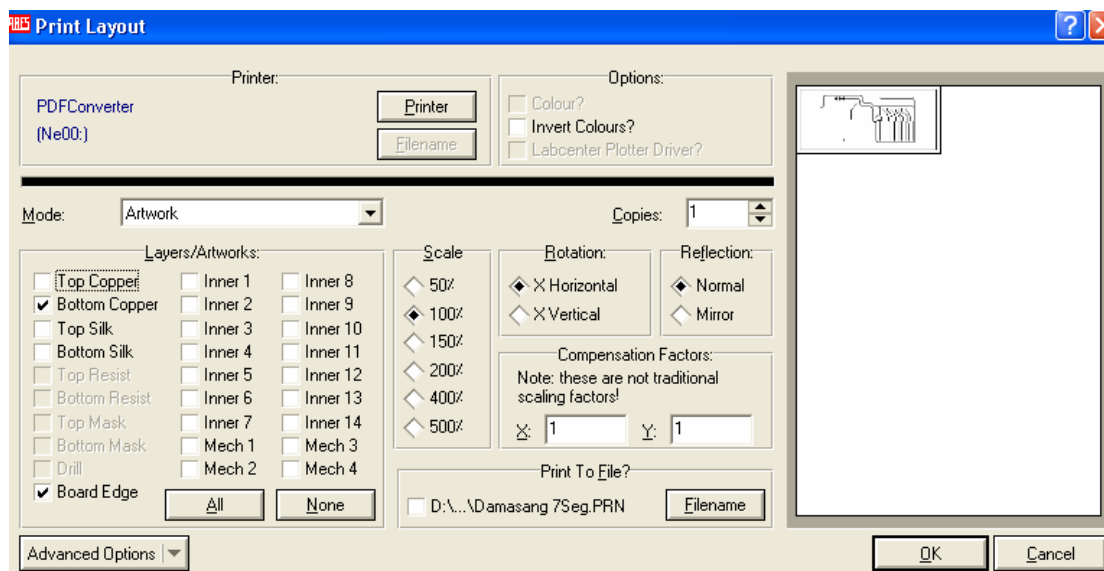 ARES Print Layout
Printer:
PDFConverter
(Ne00:)
Printer
Filename
Options:
Colour?
Invert Colours?
Labcenter Plotter Driver?
Mode:
Artwork
Copies:
1
Layers/Artworks:
Top Copper Inner 1 Inner 8
Bottom Copper Inner 2 Inner 9
Top Silk Inner 3 Inner 10
Bottom Silk Inner 4 Inner 11
Top Resist Inner 5 Inner 12
Bottom Resist Inner 6 Inner 13
Top Mask Inner 7 Inner 14
Bottom Mask Mech 1 Mech 3
Drill Mech 2 Mech 4
Board Edge All None
Scale
50%
100%
150%
200%
400%
500%
Rotation:
X Horizontal
X Vertical
Reflection:
Normal
Mirror
Compensation Factors:
Note: these are not traditional
scaling factors!
X: 1 Y: 1
Print To File?
D:\...\Damasang 7Seg.PRN Filename
Advanced Options
OK
Cancel